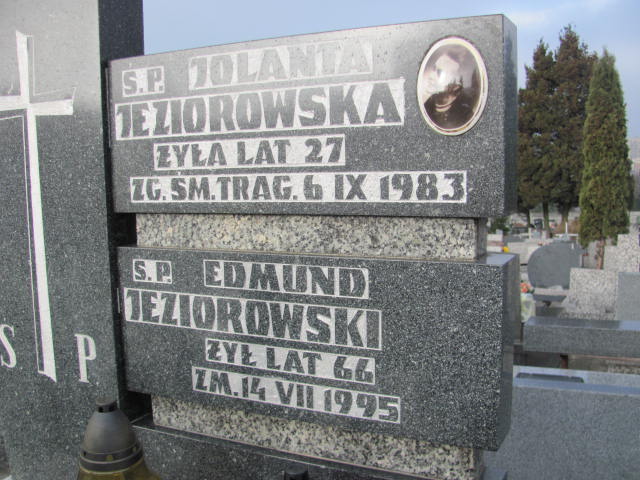 Ś.P. JOLANTA
JEZIOROWSKA
ŻYŁA LAT 27
ZG. ŚM. TRAG. 6 IX 1983
Ś.P. EDMUND
JEZIOROWSKI
ŻYŁ LAT 66
ZM. 14 VII 1995
Ś P